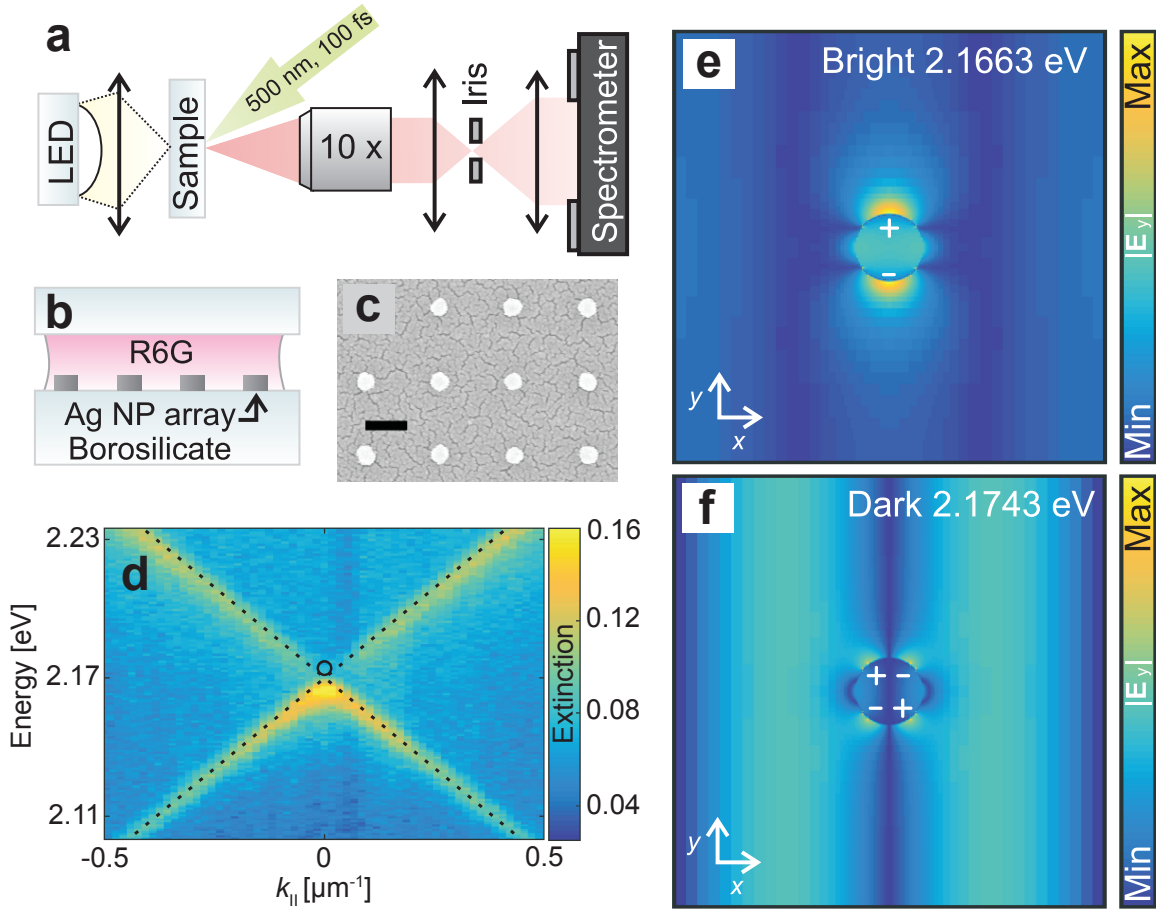 a
LED
Sample
500 nm, 100 fs
10 x
Iris
Spectrometer
b
R6G
Ag NP array
Borosilicate
c
d
2.23
2.17
2.11
Energy [eV]
-0.5
0
0.5
k|| [µm-1]
0.16
0.12
0.08
0.04
Extinction
e
Bright 2.1663 eV
+
-
y
x
Max
|Ey|
Min
f
Dark 2.1743 eV
+ -
- +
y
x
Max
|Ey|
Min